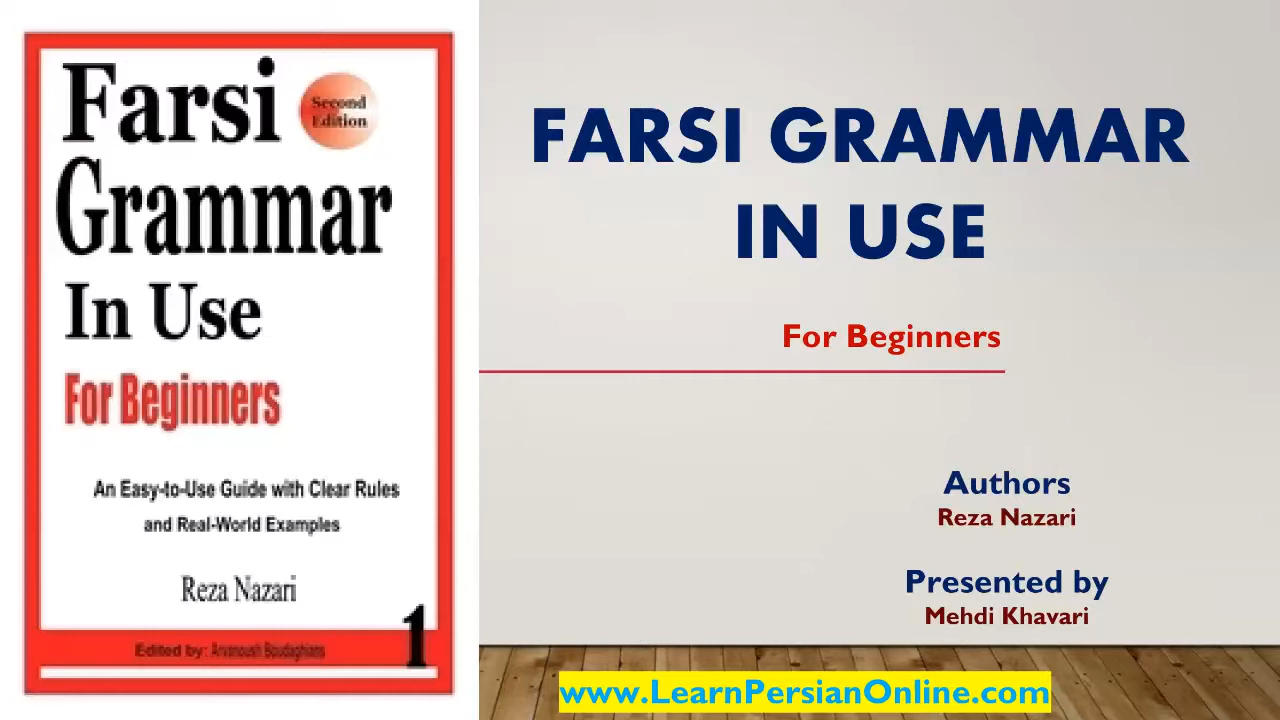 Farsi
Second
Edition
Grammar
In Use
For Beginners
An Easy-to-Use Guide with Clear Rules
and Real-World Examples
Reza Nazari
1
Edited by: Arvanoush Boudaghians
FARSI GRAMMAR
IN USE
For Beginners
Authors
Reza Nazari
Presented by
Mehdi Khavari
www.LearnPersianOnline.com